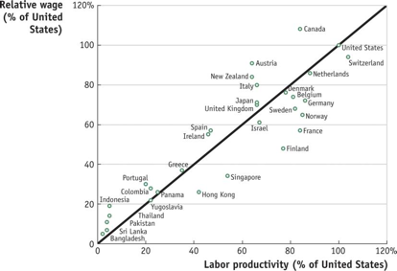 Relative wage
(% of United
States)
120%
100
80
60
40
20
0
Canada
United States
Switzerland
Austria
Netherlands
New Zealand
Italy
Denmark
Belgium
Japan
United Kingdom
Germany
Sweden
Norway
Israel
Spain
Ireland
France
Finland
Greece
Singapore
Portugal
Colombia
Panama
Hong Kong
Indonesia
Yugoslavia
Thailand
Pakistan
Sri Lanka
Bangladesh
20
40
60
80
100
120%
Labor productivity (% of United States)